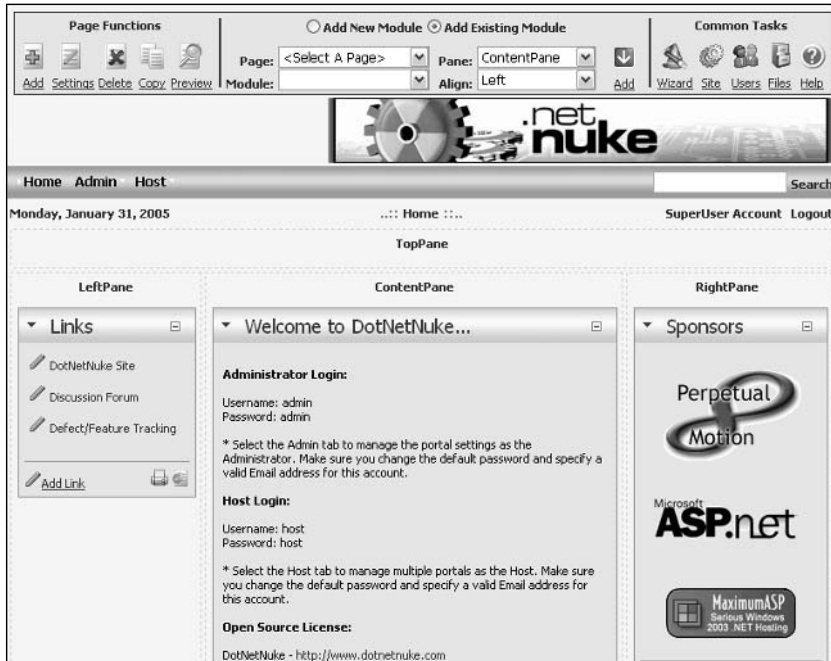 Page Functions
Add New Module Add Existing Module
Common Tasks
Page: <Select A Page> Pane: ContentPane
Module: Align: Left
Add Settings Delete Copy Preview
Add
Wizard Site Users Files Help
.net
nuke
Home Admin Host
Search
Monday, January 31, 2005
..:: Home ::..
SuperUser Account Logout
TopPane
LeftPane
ContentPane
RightPane
Links
DotNetNuke Site
Discussion Forum
Defect/Feature Tracking
Add Link
Welcome to DotNetNuke...
Administrator Login:
Username: admin
Password: admin
* Select the Admin tab to manage the portal settings as the
Administrator. Make sure you change the default password and specify a
valid Email address for this account.
Host Login:
Username: host
Password: host
* Select the Host tab to manage multiple portals as the Host. Make sure
you change the default password and specify a valid Email address for
this account.
Open Source License:
DotNetNuke - http://www.dotnetnuke.com
Sponsors
Perpetual
Motion
Microsoft
ASP.net
MaximumASP
Serious Windows
2003 .NET Hosting